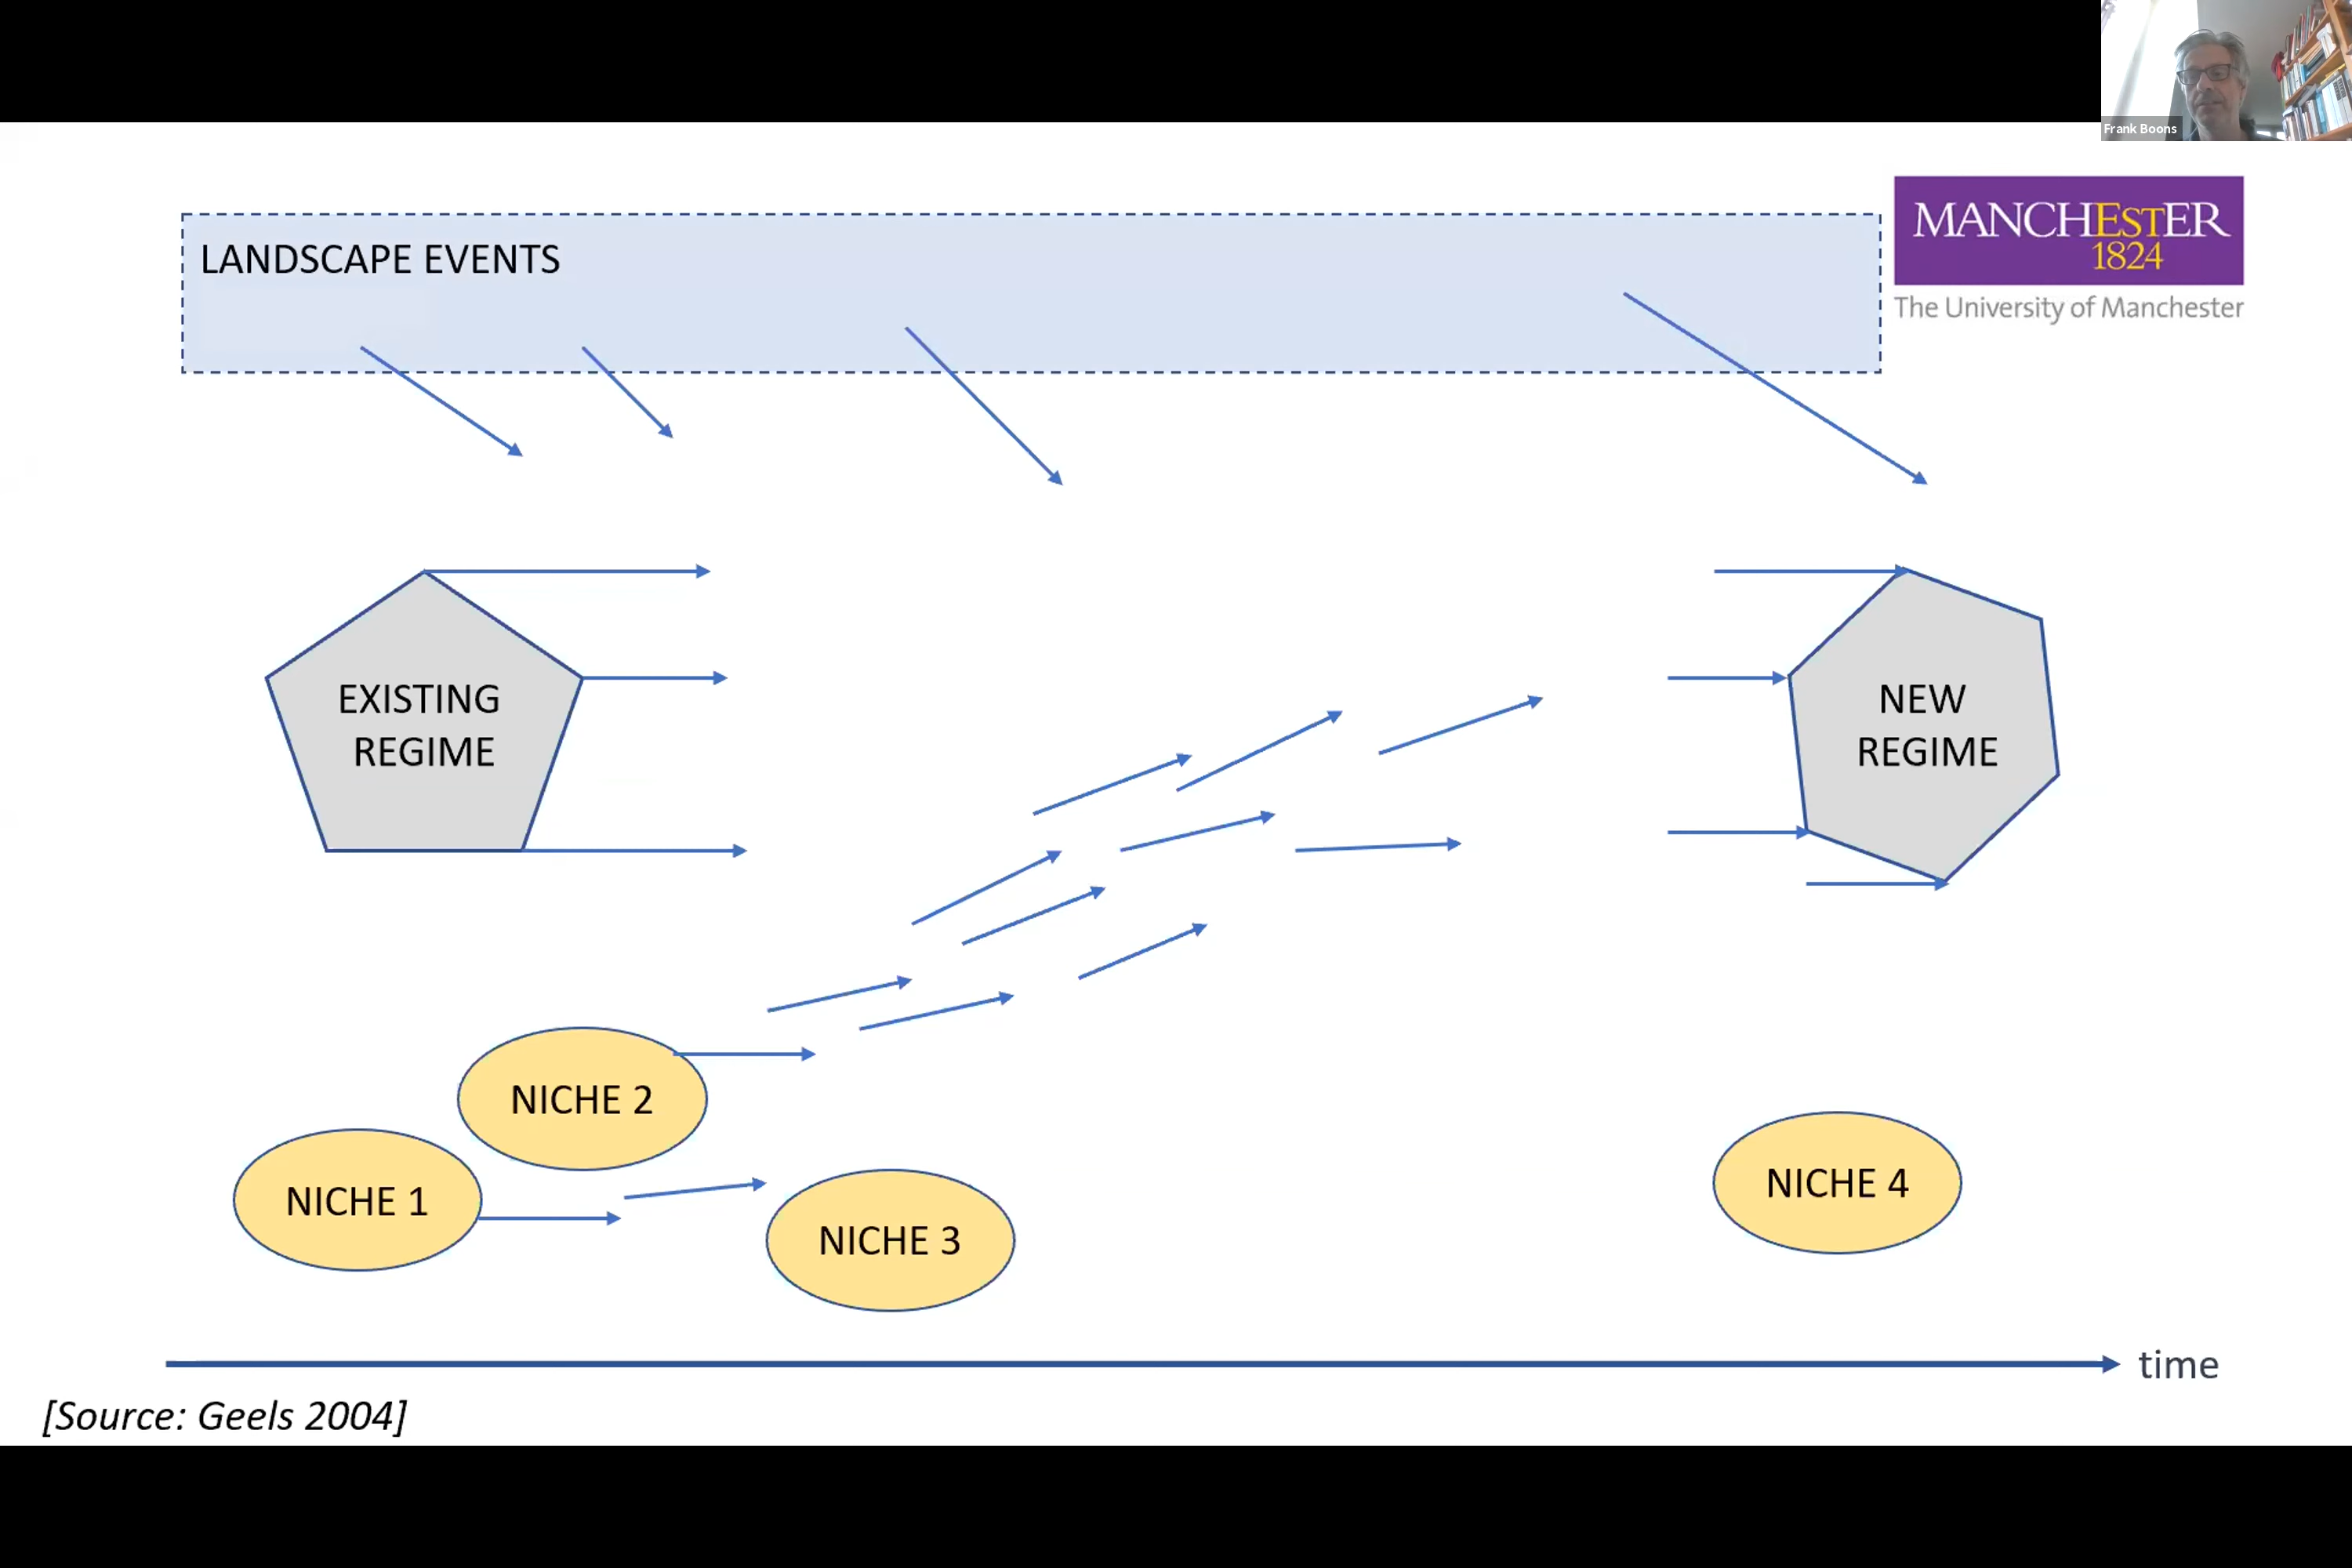 Frank Boons
LANDSCAPE EVENTS
MANCHESTER
1824
The University of Manchester
EXISTING
REGIME
NEW
REGIME
NICHE 2
NICHE 1
NICHE 3
NICHE 4
time
[Source: Geels 2004]